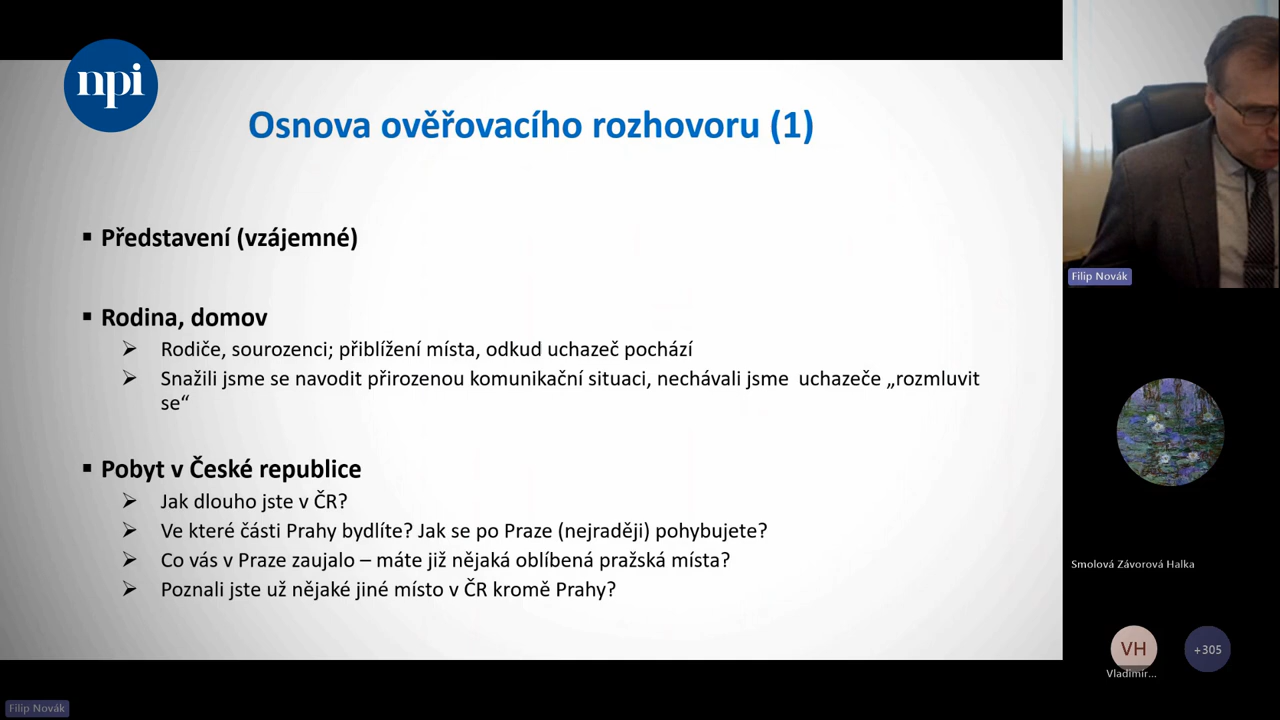 npi
Osnova ověřovacího rozhovoru (1)
▪ Představení (vzájemné)
▪ Rodina, domov
➢ Rodiče, sourozenci; přiblížení místa, odkud uchazeč pochází
➢ Snažili jsme se navodit přirozenou komunikační situaci, nechávali jsme  uchazeče „rozmluvit
se“
▪ Pobyt v České republice
➢ Jak dlouho jste v ČR?
➢ Ve které části Prahy bydlíte? Jak se po Praze (nejraději) pohybujete?
➢ Co vás v Praze zaujalo – máte již nějaká oblíbená pražská místa?
➢ Poznali jste už nějaké jiné místo v ČR kromě Prahy?
Filip Novák
Smolová Závorová Halka
VH
+305
Vladimír...
Filip Novák